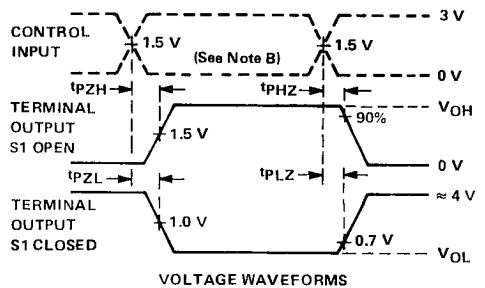 3 V
CONTROL
INPUT
1.5 V
(See Note B)
1.5 V
0 V
tPZH
tPHZ
TERMINAL
OUTPUT
S1 OPEN
1.5 V
90%
VOH
0 V
tPZL
tPLZ
≈ 4 V
TERMINAL
OUTPUT
S1 CLOSED
1.0 V
0.7 V
VOL
VOLTAGE WAVEFORMS